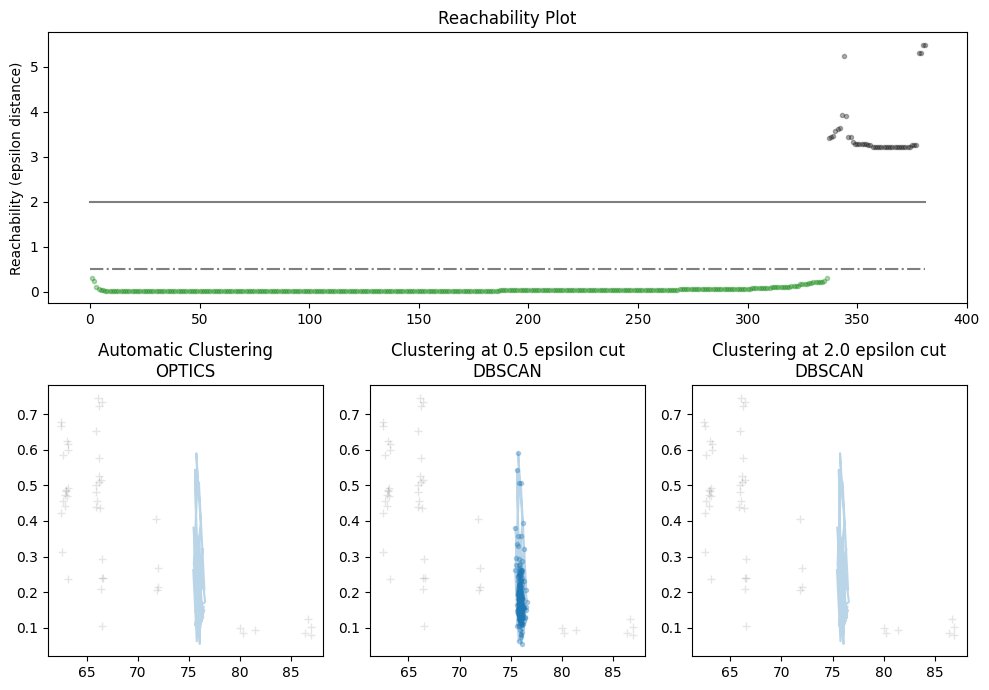 Reachability Plot
Reachability (epsilon distance)
5
4
3
2
1
0
0 50 100 150 200 250 300 350 400
Automatic Clustering
OPTICS
Clustering at 0.5 epsilon cut
DBSCAN
Clustering at 2.0 epsilon cut
DBSCAN
0.7
0.6
0.5
0.4
0.3
0.2
0.1
65 70 75 80 85
0.7
0.6
0.5
0.4
0.3
0.2
0.1
65 70 75 80 85
0.7
0.6
0.5
0.4
0.3
0.2
0.1
65 70 75 80 85